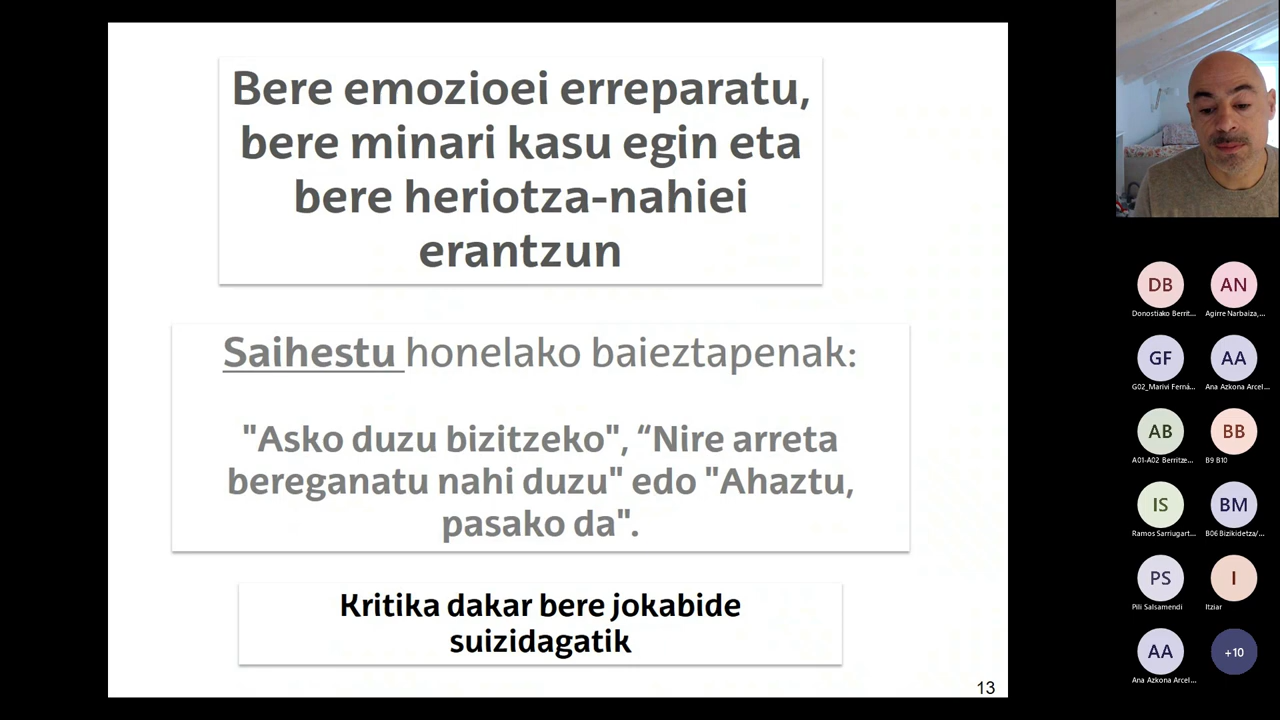 Bere emozioei erreparatu,
bere minari kasu egin eta
bere heriotza-nahiei
erantzun
Saihestu honelako baieztapenak:
"Asko duzu bizitzeko", “Nire arreta
bereganatu nahi duzu" edo "Ahaztu,
pasako da".
Kritika dakar bere jokabide
suizidagatik
13
DB
AN
Donostiako Berrit...
Agirre Narbaiza,...
GF
AA
G02_Marivi Ferná...
Ana Azkona Arcel...
AB
BB
A01-A02 Berritze...
B9 B10
IS
BM
Ramos Sarriugart...
B06 Bizikidetza/...
PS
I
Pili Salsamendi
Itziar
AA
+10
Ana Azkona Arcel...